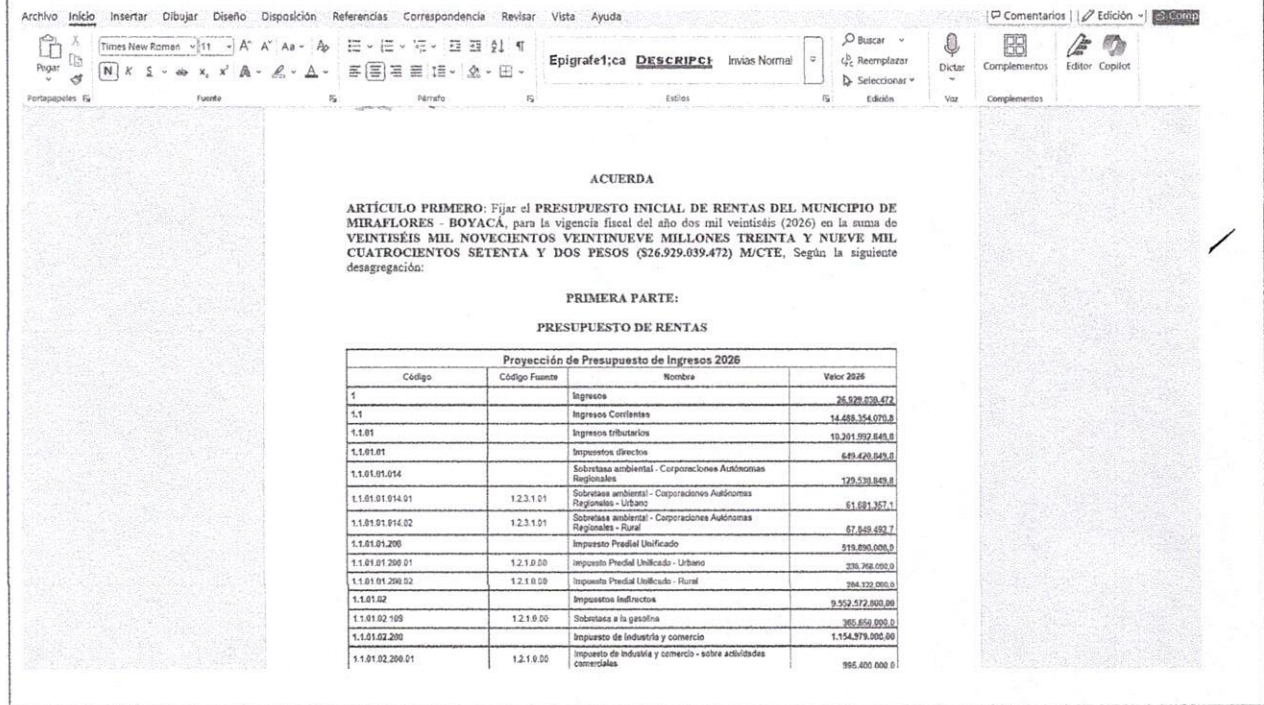 Archivo Inicio Insertar Dibujar Diseño Disposición Referencias Correspondencia Revisar Vista Ayuda Comentarios Edición Comp
Times New Roman 11 Buscar
Pegar N K S Epigrafe1;ca DESCRIPCI Invias Normal Reemplazar Dictar Complementos Editor Copilot
Seleccionar
Portapapeles Fuente Párrafo Estilos Edición Voz Complementos
ACUERDA
ARTÍCULO PRIMERO: Fijar el PRESUPUESTO INICIAL DE RENTAS DEL MUNICIPIO DE
MIRAFLORES - BOYACÁ, para la vigencia fiscal del año dos mil veintiséis (2026) en la suma de
VEINTISÉIS MIL NOVECIENTOS VEINTINUEVE MILLONES TREINTA Y NUEVE MIL
CUATROCIENTOS SETENTA Y DOS PESOS ($26.929.039.472) M/CTE, Según la siguiente
desagregación:
PRIMERA PARTE:
PRESUPUESTO DE RENTAS
Proyección de Presupuesto de Ingresos 2026
Código Código Fuente Nombre Valor 2026
1 Ingresos 26.929.039.472
1.1 Ingresos Corrientes 14.488.354.070,8
1.1.01 Ingresos tributarios 10.201.992.849,8
1.1.01.01 Impuestos directos 649.420.849,8
1.1.01.01.014 Sobretasa ambiental - Corporaciones Autónomas
Regionales 129.530.849,8
1.1.01.01.014.01 1.2.3.1.01 Sobretasa ambiental - Corporaciones Autónomas
Regionales - Urbano 61.681.357,1
1.1.01.01.014.02 1.2.3.1.01 Sobretasa ambiental - Corporaciones Autónomas
Regionales - Rural 67.849.492,7
1.1.01.01.200 Impuesto Predial Unificado 519.890.000,0
1.1.01.01.200.01 1.2.1.0.00 Impuesto Predial Unificado - Urbano
1.1.01.01.200.02 1.2.1.0.00 Impuesto Predial Unificado - Rural
1.1.01.02 Impuestos indirectos 9.552.572.000,00
1.1.01.02.109 1.2.1.0.00 Sobretasa a la gasolina
1.1.01.02.200 Impuesto de industria y comercio 1.154.979.000,00
1.1.01.02.200.01 1.2.1.0.00 Impuesto de industria y comercio - sobre actividades
comerciales 995.400.000,0